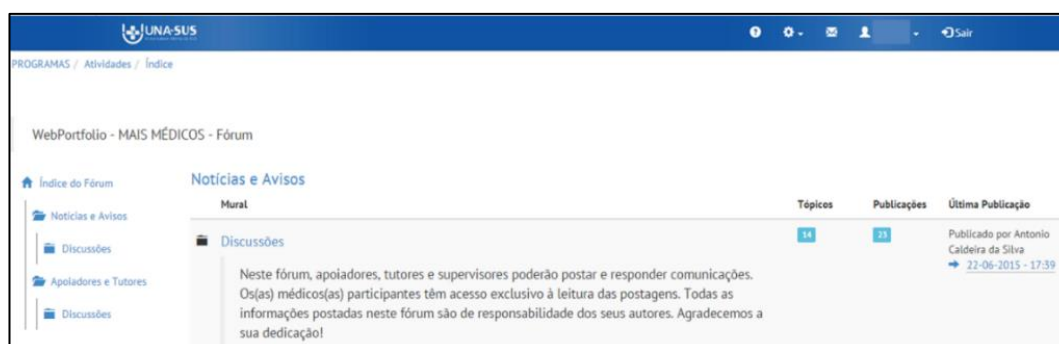 UNA-SUS
Sair
PROGRAMAS / Atividades / Índice
WebPortfolio - MAIS MÉDICOS - Fórum
Índice do Fórum
Notícias e Avisos
Discussões
Apoiadores e Tutores
Discussões
Notícias e Avisos
Mural Tópicos Publicações Última Publicação
Discussões 14 23 Publicado por Antonio
Caldeira da Silva
22-06-2015 - 17:39
Neste fórum, apoiadores, tutores e supervisores poderão postar e responder comunicações.
Os(as) médicos(as) participantes têm acesso exclusivo à leitura das postagens. Todas as
informações postadas neste fórum são de responsabilidade dos seus autores. Agradecemos a
sua dedicação!